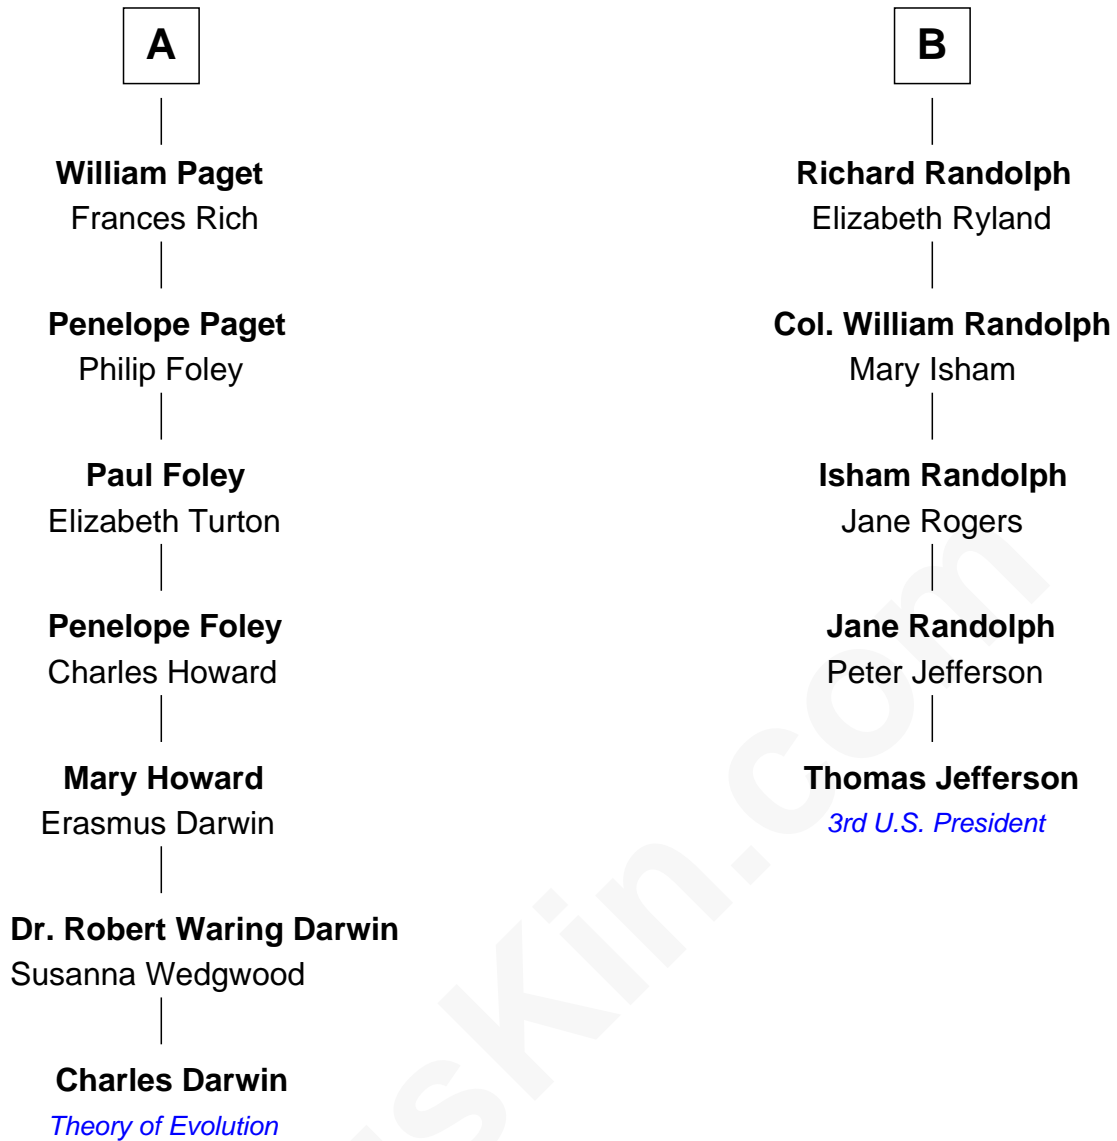 A
William Paget
Frances Rich
Penelope Paget
Philip Foley
Paul Foley
Elizabeth Turton
Penelope Foley
Charles Howard
Mary Howard
Erasmus Darwin
Dr. Robert Waring Darwin
Susanna Wedgwood
Charles Darwin
Theory of Evolution
B
Richard Randolph
Elizabeth Ryland
Col. William Randolph
Mary Isham
Isham Randolph
Jane Rogers
Jane Randolph
Peter Jefferson
Thomas Jefferson
3rd U.S. President
usKin.com